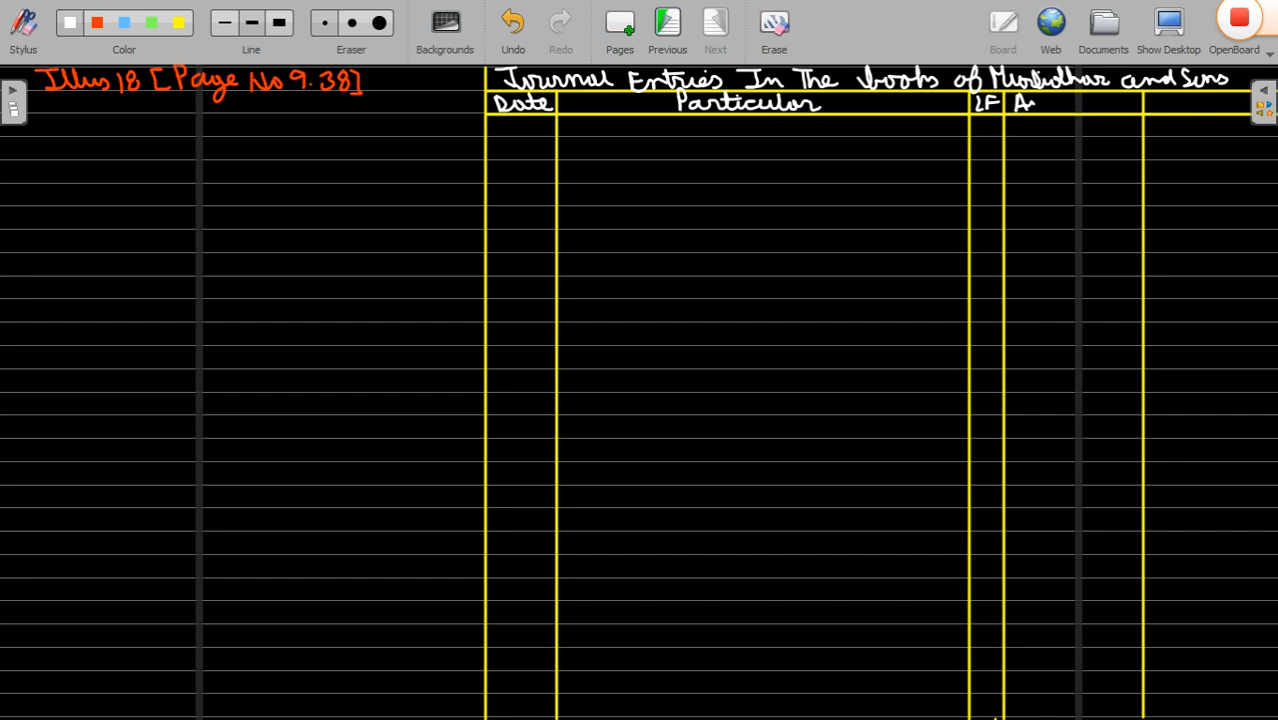 Stylus
Color
Line
Eraser
Backgrounds
Undo
Redo
Pages
Previous
Next
Erase
Board
Web
Documents
Show Desktop
OpenBoard
Illus 18 [Page No 9.38]
Journal Entries In The books of Murlidhar and Sons
Date Particular LF A